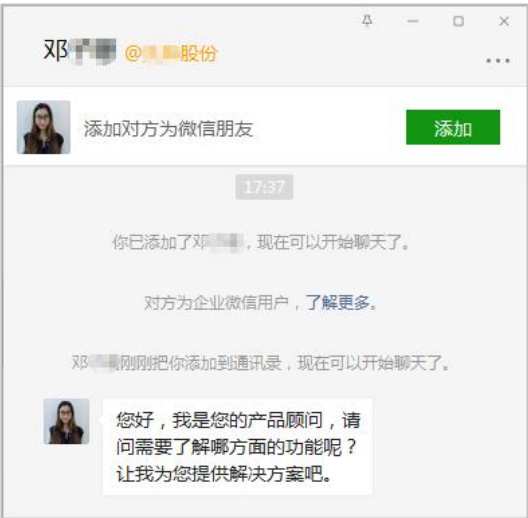 邓
@股份
添加对方为微信朋友
添加
17:37
你已添加了邓，现在可以开始聊天了。
对方为企业微信用户，了解更多。
邓刚刚把你添加到通讯录，现在可以开始聊天了。
您好，我是您的产品顾问，请
问需要了解哪方面的功能呢？
让我为您提供解决方案吧。